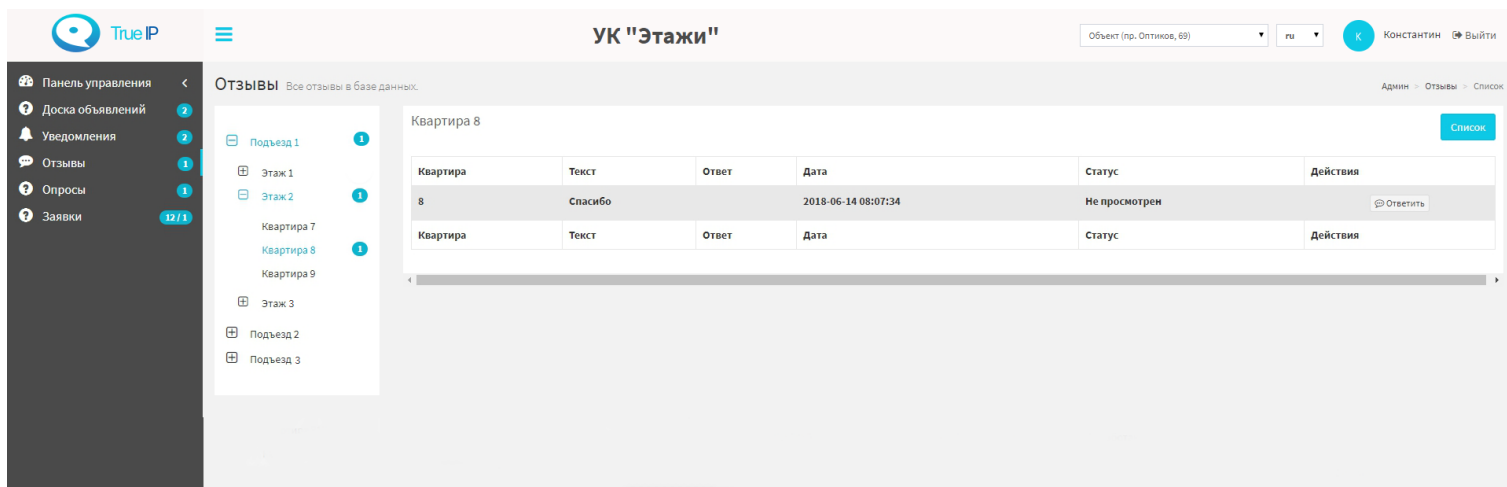 True IP
УК "Этажи"
Объект (пр. Оптиков, 69)
ru
К
Константин
Выйти
Панель управления
Доска объявлений 2
Уведомления 2
Отзывы 1
Опросы 1
Заявки 12 / 1
Отзывы Все отзывы в базе данных.
Админ > Отзывы > Список
Подъезд 1 1
Этаж 1
Этаж 2 1
Квартира 7
Квартира 8 1
Квартира 9
Этаж 3
Подъезд 2
Подъезд 3
Квартира 8
Список
Квартира Текст Ответ Дата Статус Действия
8 Спасибо 2018-06-14 08:07:34 Не просмотрен Ответить
Квартира Текст Ответ Дата Статус Действия